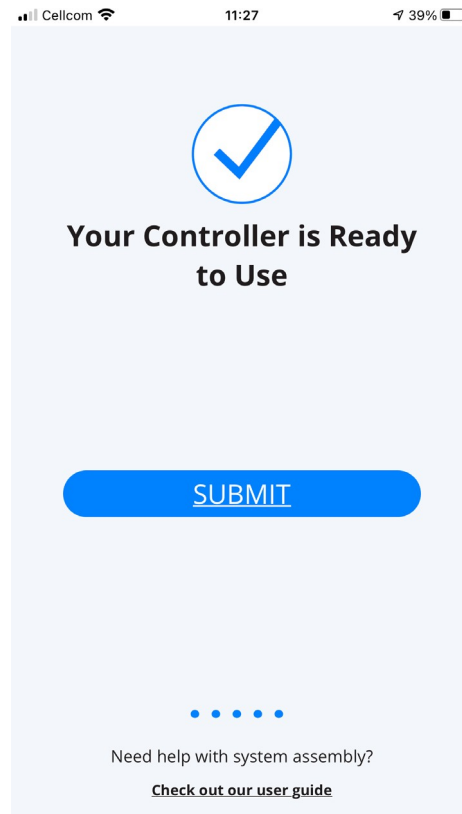 Cellcom 11:27 39%
Your Controller is Ready
to Use
SUBMIT
Need help with system assembly?
Check out our user guide